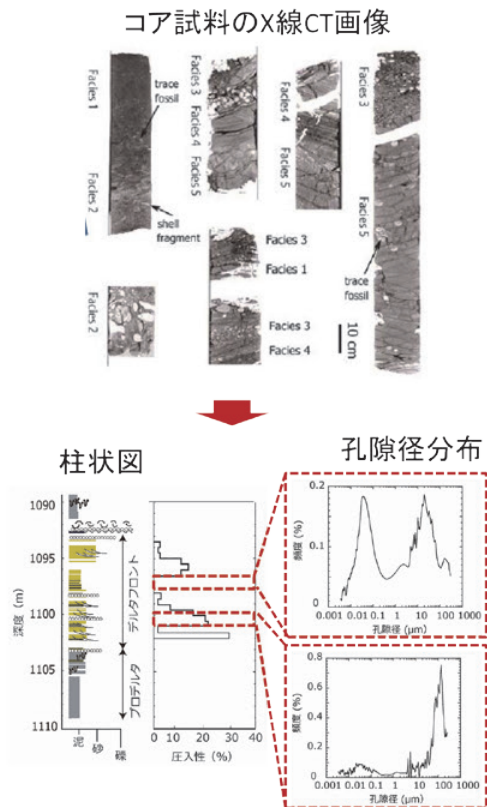 コア試料のX線CT画像
Facies 1
trace
fossil
Facies 2
shell
fragment
Facies 3
Facies 4
Facies 5
Facies 4
Facies 5
Facies 3
Facies 5
trace
fossil
Facies 2
Facies 3
Facies 1
Facies 3
Facies 4
10 cm
柱状図
孔隙径分布
深度 (m)
1090
1095
1100
1105
1110
デルタフロント
プロデルタ
泥
砂
礫
0 10 20 30 40
圧入性 (%)
頻度 (%)
0.2
0.1
0
0.001 0.01 0.1 1 10 100 1000
孔隙径 (μm)
頻度 (%)
0.8
0.6
0.4
0.2
0
0.001 0.01 0.1 1 10 100 1000
孔隙径 (μm)